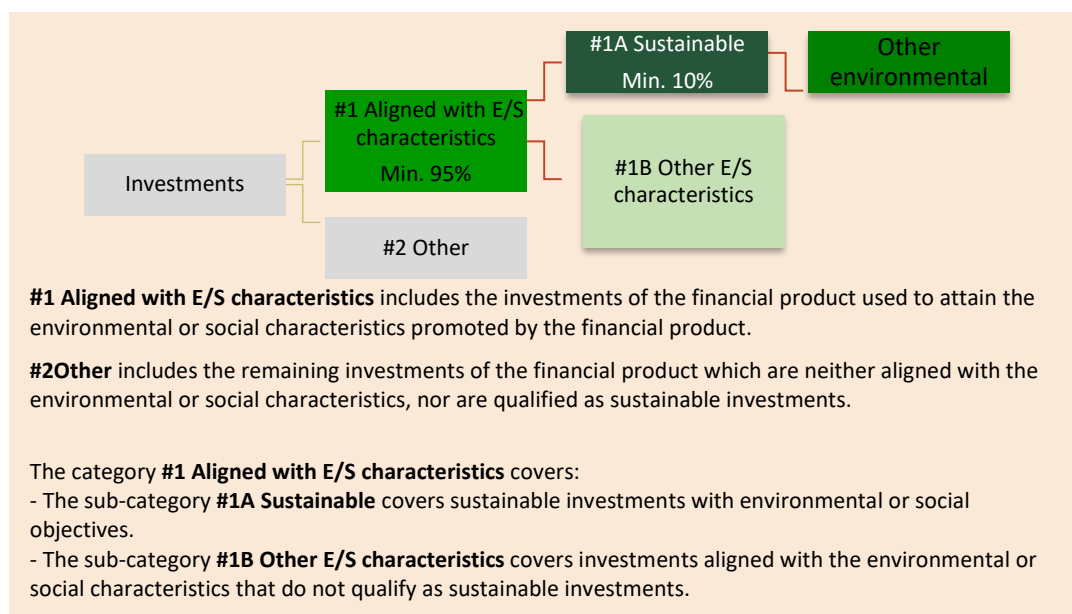 #1A Sustainable
Min. 10%
Other
environmental
#1 Aligned with E/S
characteristics
Min. 95%
#1B Other E/S
characteristics
Investments
#2 Other
#1 Aligned with E/S characteristics includes the investments of the financial product used to attain the
environmental or social characteristics promoted by the financial product.
#2Other includes the remaining investments of the financial product which are neither aligned with the
environmental or social characteristics, nor are qualified as sustainable investments.
The category #1 Aligned with E/S characteristics covers:
- The sub-category #1A Sustainable covers sustainable investments with environmental or social
objectives.
- The sub-category #1B Other E/S characteristics covers investments aligned with the environmental or
social characteristics that do not qualify as sustainable investments.